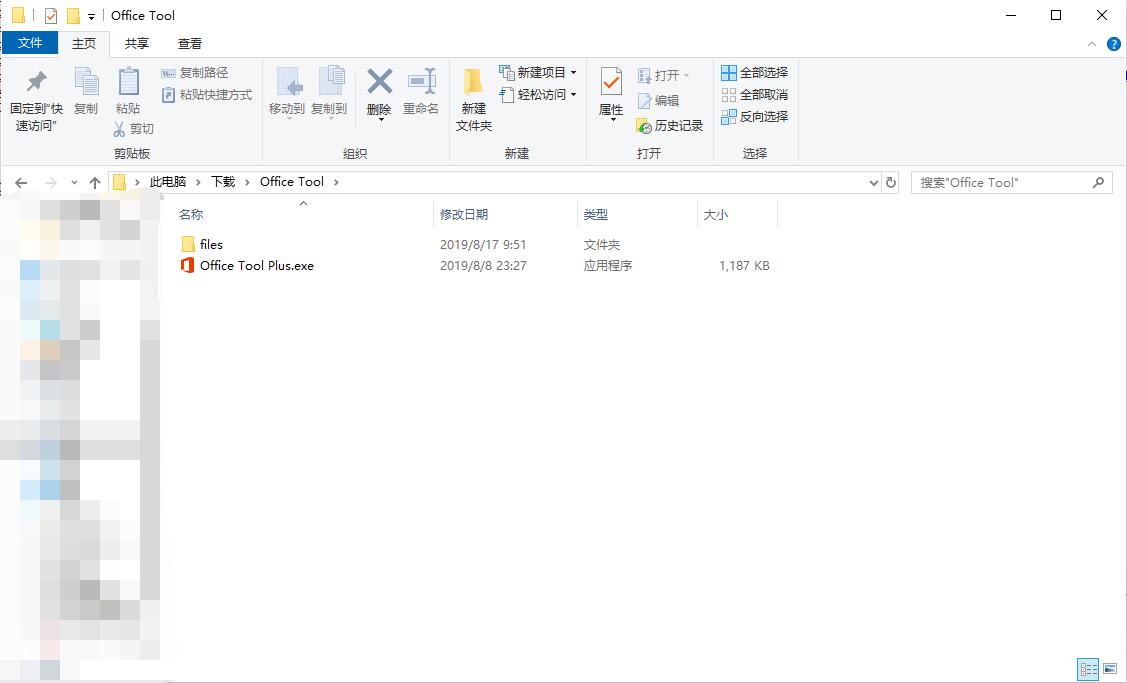 Office Tool
文件 主页 共享 查看
固定到"快速访问"
复制
粘贴
复制路径
粘贴快捷方式
剪切
剪贴板
移动到
复制到
删除
重命名
组织
新建文件夹
新建项目
轻松访问
新建
属性
打开
编辑
历史记录
打开
全部选择
全部取消
反向选择
选择
此电脑 下载 Office Tool
搜索"Office Tool"
名称 修改日期 类型 大小
files 2019/8/17 9:51 文件夹
Office Tool Plus.exe 2019/8/8 23:27 应用程序 1,187 KB